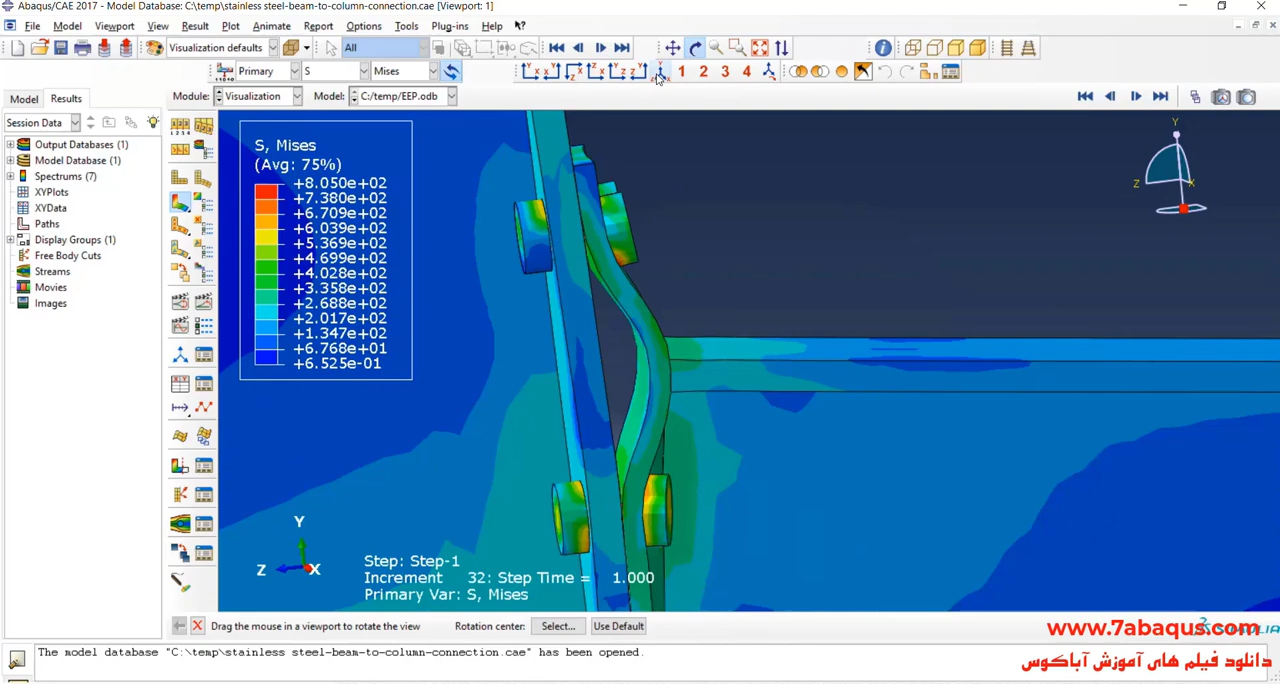 Abaqus/CAE 2017 - Model Database: C:\temp\stainless steel-beam-to-column-connection.cae [Viewport: 1]
File Model Viewport View Result Plot Animate Report Options Tools Plug-ins Help
Visualization defaults All
Primary S Mises 1 2 3 4
Model Results Module: Visualization Model: C:/temp/EEP.odb
Session Data
Output Databases (1)
Model Database (1)
Spectrums (7)
XYPlots
XYData
Paths
Display Groups (1)
Free Body Cuts
Streams
Movies
Images
S, Mises
(Avg: 75%)
+8.050e+02
+7.380e+02
+6.709e+02
+6.039e+02
+5.369e+02
+4.699e+02
+4.028e+02
+3.358e+02
+2.688e+02
+2.017e+02
+1.347e+02
+6.768e+01
+6.525e-01
Y
Z X
Y
Z X
Step: Step-1
Increment 32: Step Time = 1.000
Primary Var: S, Mises
Drag the mouse in a viewport to rotate the view Rotation center: Select... Use Default
www.7abaqus.com
The model database "C:\temp\stainless steel-beam-to-column-connection.cae" has been opened.
دانلود فیلم های آموزش آباکوس